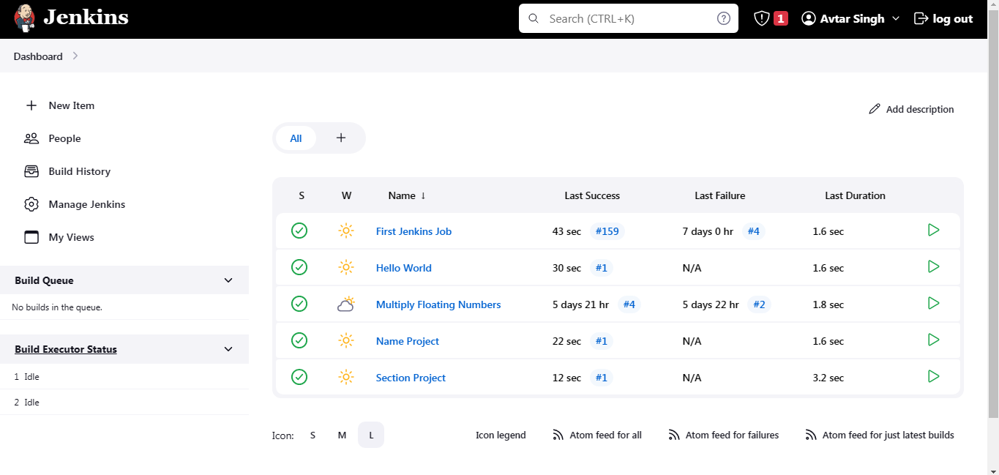 Jenkins
Search (CTRL+K)
1
Avtar Singh
log out
Dashboard
New Item
People
Build History
Manage Jenkins
My Views
Build Queue
No builds in the queue.
Build Executor Status
1 Idle
2 Idle
Add description
All
S W Name ↓ Last Success Last Failure Last Duration
First Jenkins Job 43 sec #159 7 days 0 hr #4 1.6 sec
Hello World 30 sec #1 N/A 1.6 sec
Multiply Floating Numbers 5 days 21 hr #4 5 days 22 hr #2 1.8 sec
Name Project 22 sec #1 N/A 1.6 sec
Section Project 12 sec #1 N/A 3.2 sec
Icon: S M L Icon legend Atom feed for all Atom feed for failures Atom feed for just latest builds